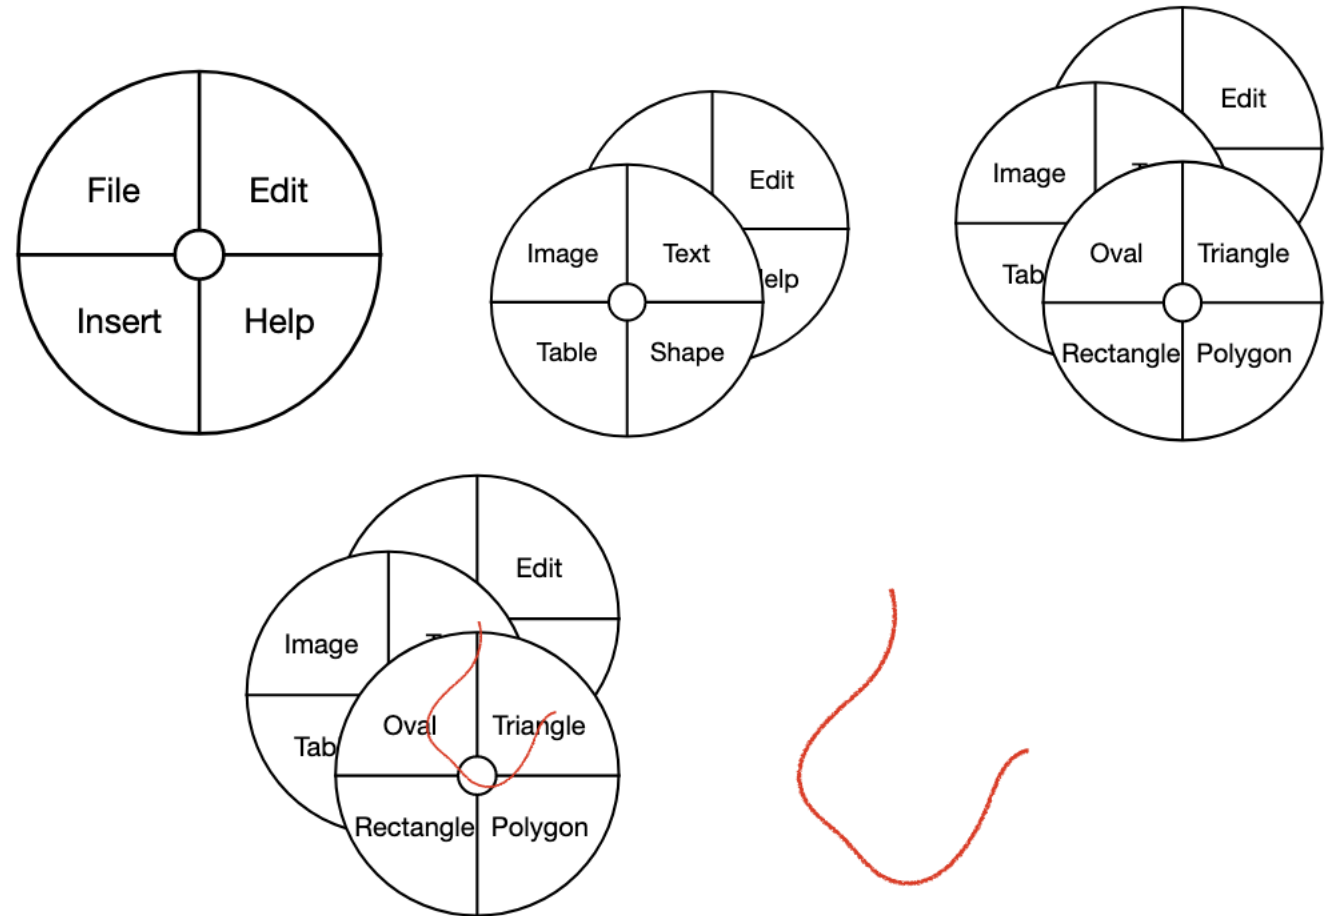 File Edit
Insert Help
Edit
Image Text
elp
Table Shape
Edit
Image
Oval Triangle
Tab
Rectangle Polygon
Edit
Image
Oval Triangle
Tab
Rectangle Polygon